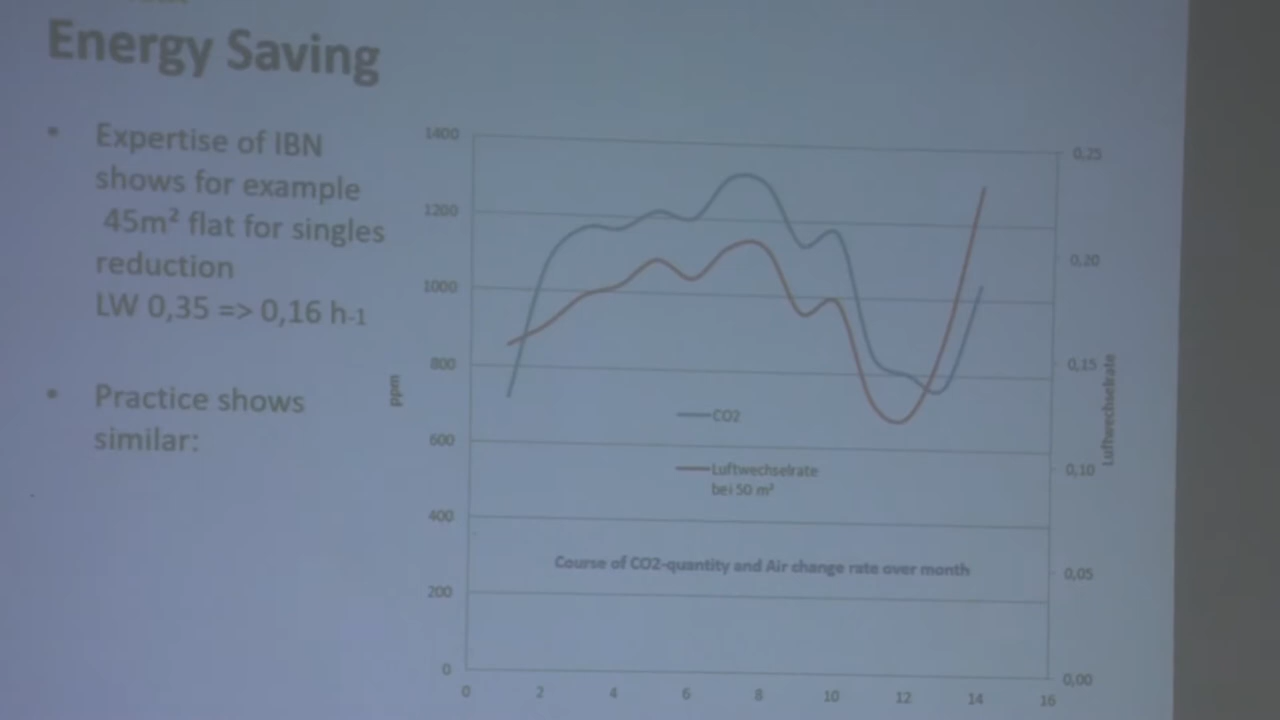 Energy Saving
• Expertise of IBN
shows for example
45m² flat for singles
reduction
LW 0,35 => 0,16 h-1
• Practice shows
similar:
1400
1200
1000
800
600
400
200
0
ppm
0,25
0,20
0,15
0,10
0,05
0,00
Luftwechselrate
CO2
Luftwechselrate
bei 50 m²
Course of CO2-quantity and Air change rate over month
0 2 4 6 8 10 12 14 16